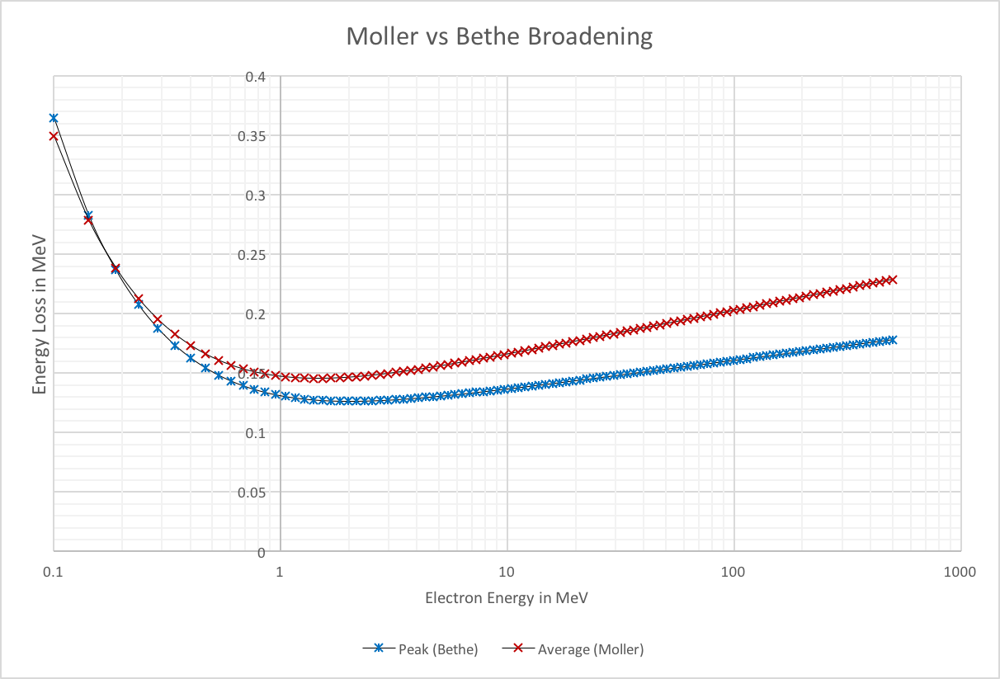 Moller vs Bethe Broadening
Energy Loss in MeV
0.4
0.35
0.3
0.25
0.2
0.15
0.1
0.05
0
0.1
1
10
100
1000
Electron Energy in MeV
Peak (Bethe)
Average (Moller)